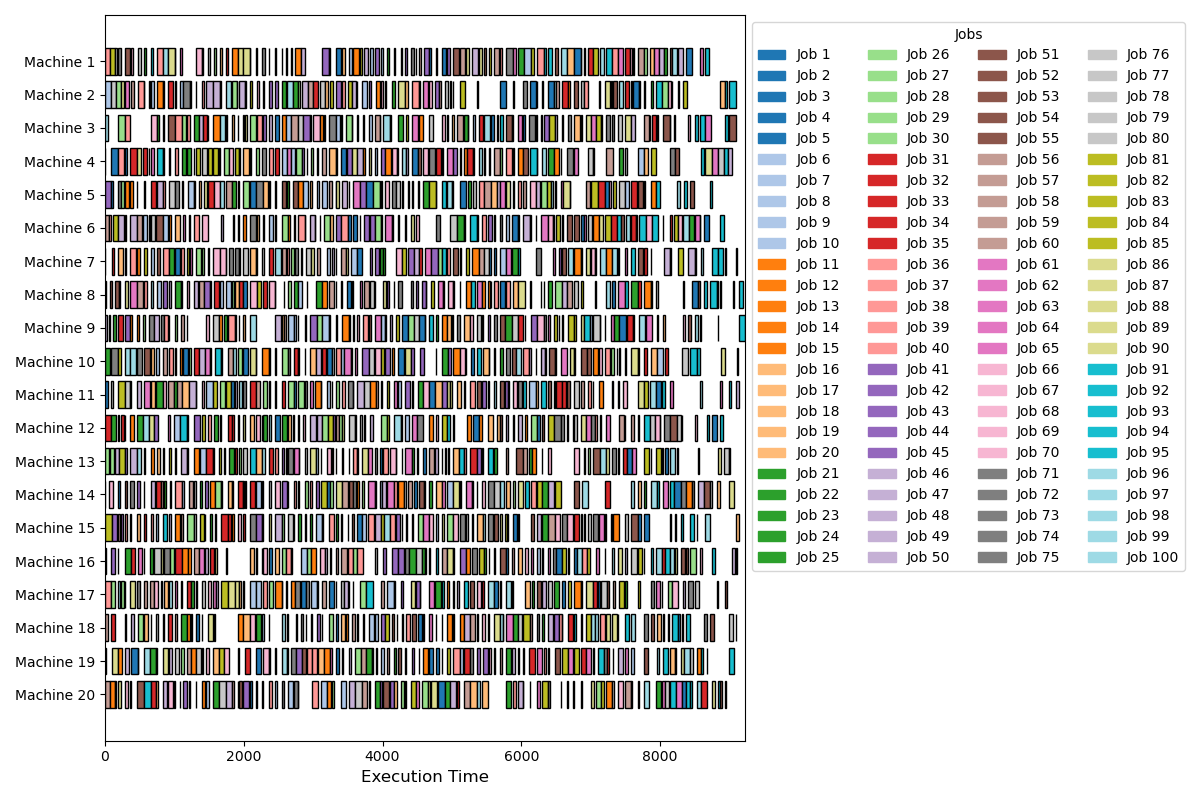 Machine 1
Machine 2
Machine 3
Machine 4
Machine 5
Machine 6
Machine 7
Machine 8
Machine 9
Machine 10
Machine 11
Machine 12
Machine 13
Machine 14
Machine 15
Machine 16
Machine 17
Machine 18
Machine 19
Machine 20
0 2000 4000 6000 8000
Execution Time
Jobs
Job 1 Job 26 Job 51 Job 76
Job 2 Job 27 Job 52 Job 77
Job 3 Job 28 Job 53 Job 78
Job 4 Job 29 Job 54 Job 79
Job 5 Job 30 Job 55 Job 80
Job 6 Job 31 Job 56 Job 81
Job 7 Job 32 Job 57 Job 82
Job 8 Job 33 Job 58 Job 83
Job 9 Job 34 Job 59 Job 84
Job 10 Job 35 Job 60 Job 85
Job 11 Job 36 Job 61 Job 86
Job 12 Job 37 Job 62 Job 87
Job 13 Job 38 Job 63 Job 88
Job 14 Job 39 Job 64 Job 89
Job 15 Job 40 Job 65 Job 90
Job 16 Job 41 Job 66 Job 91
Job 17 Job 42 Job 67 Job 92
Job 18 Job 43 Job 68 Job 93
Job 19 Job 44 Job 69 Job 94
Job 20 Job 45 Job 70 Job 95
Job 21 Job 46 Job 71 Job 96
Job 22 Job 47 Job 72 Job 97
Job 23 Job 48 Job 73 Job 98
Job 24 Job 49 Job 74 Job 99
Job 25 Job 50 Job 75 Job 100